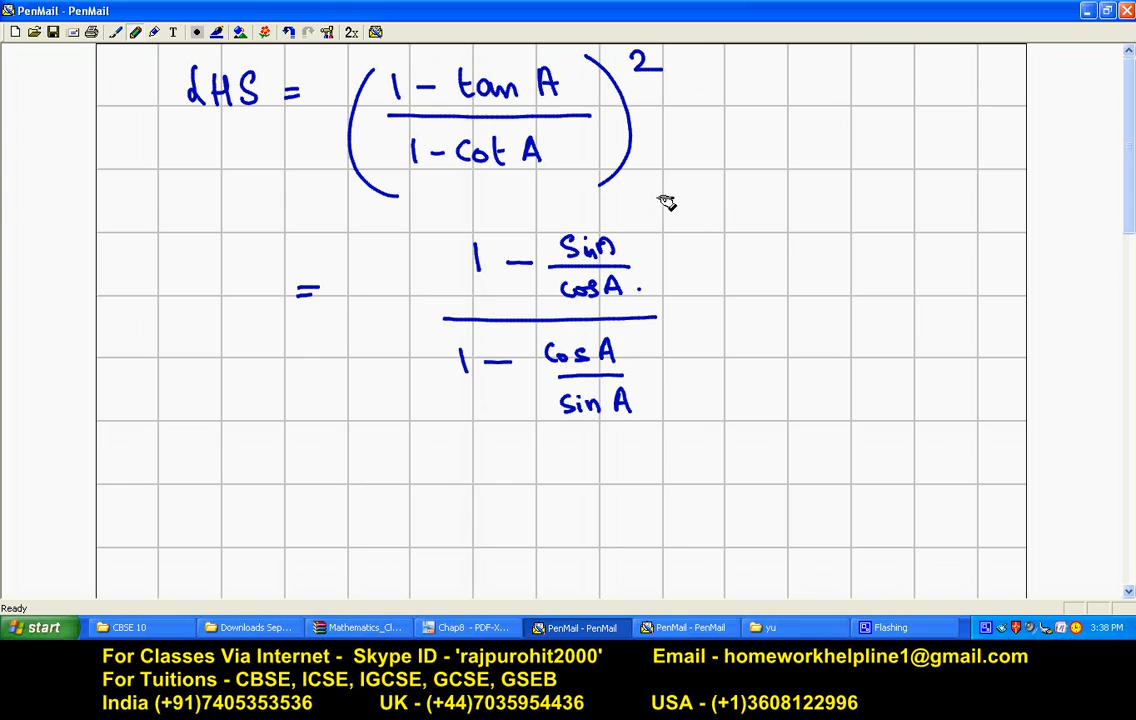 PenMail - PenMail
2x
LHS = ( 1 - tan A / 1 - cot A )^2
= 1 - sin A / cos A .
1 - cos A / sin A
Ready
start
CBSE 10
Downloads Sep...
Mathematics_Cl...
Chap8 - PDF-X...
PenMail - PenMail
PenMail - PenMail
yu
Flashing
3:38 PM
For Classes Via Internet - Skype ID - 'rajpurohit2000' Email - homeworkhelpline1@gmail.com
For Tuitions - CBSE, ICSE, IGCSE, GCSE, GSEB
India (+91)7405353536 UK - (+44)7035954436 USA - (+1)3608122996